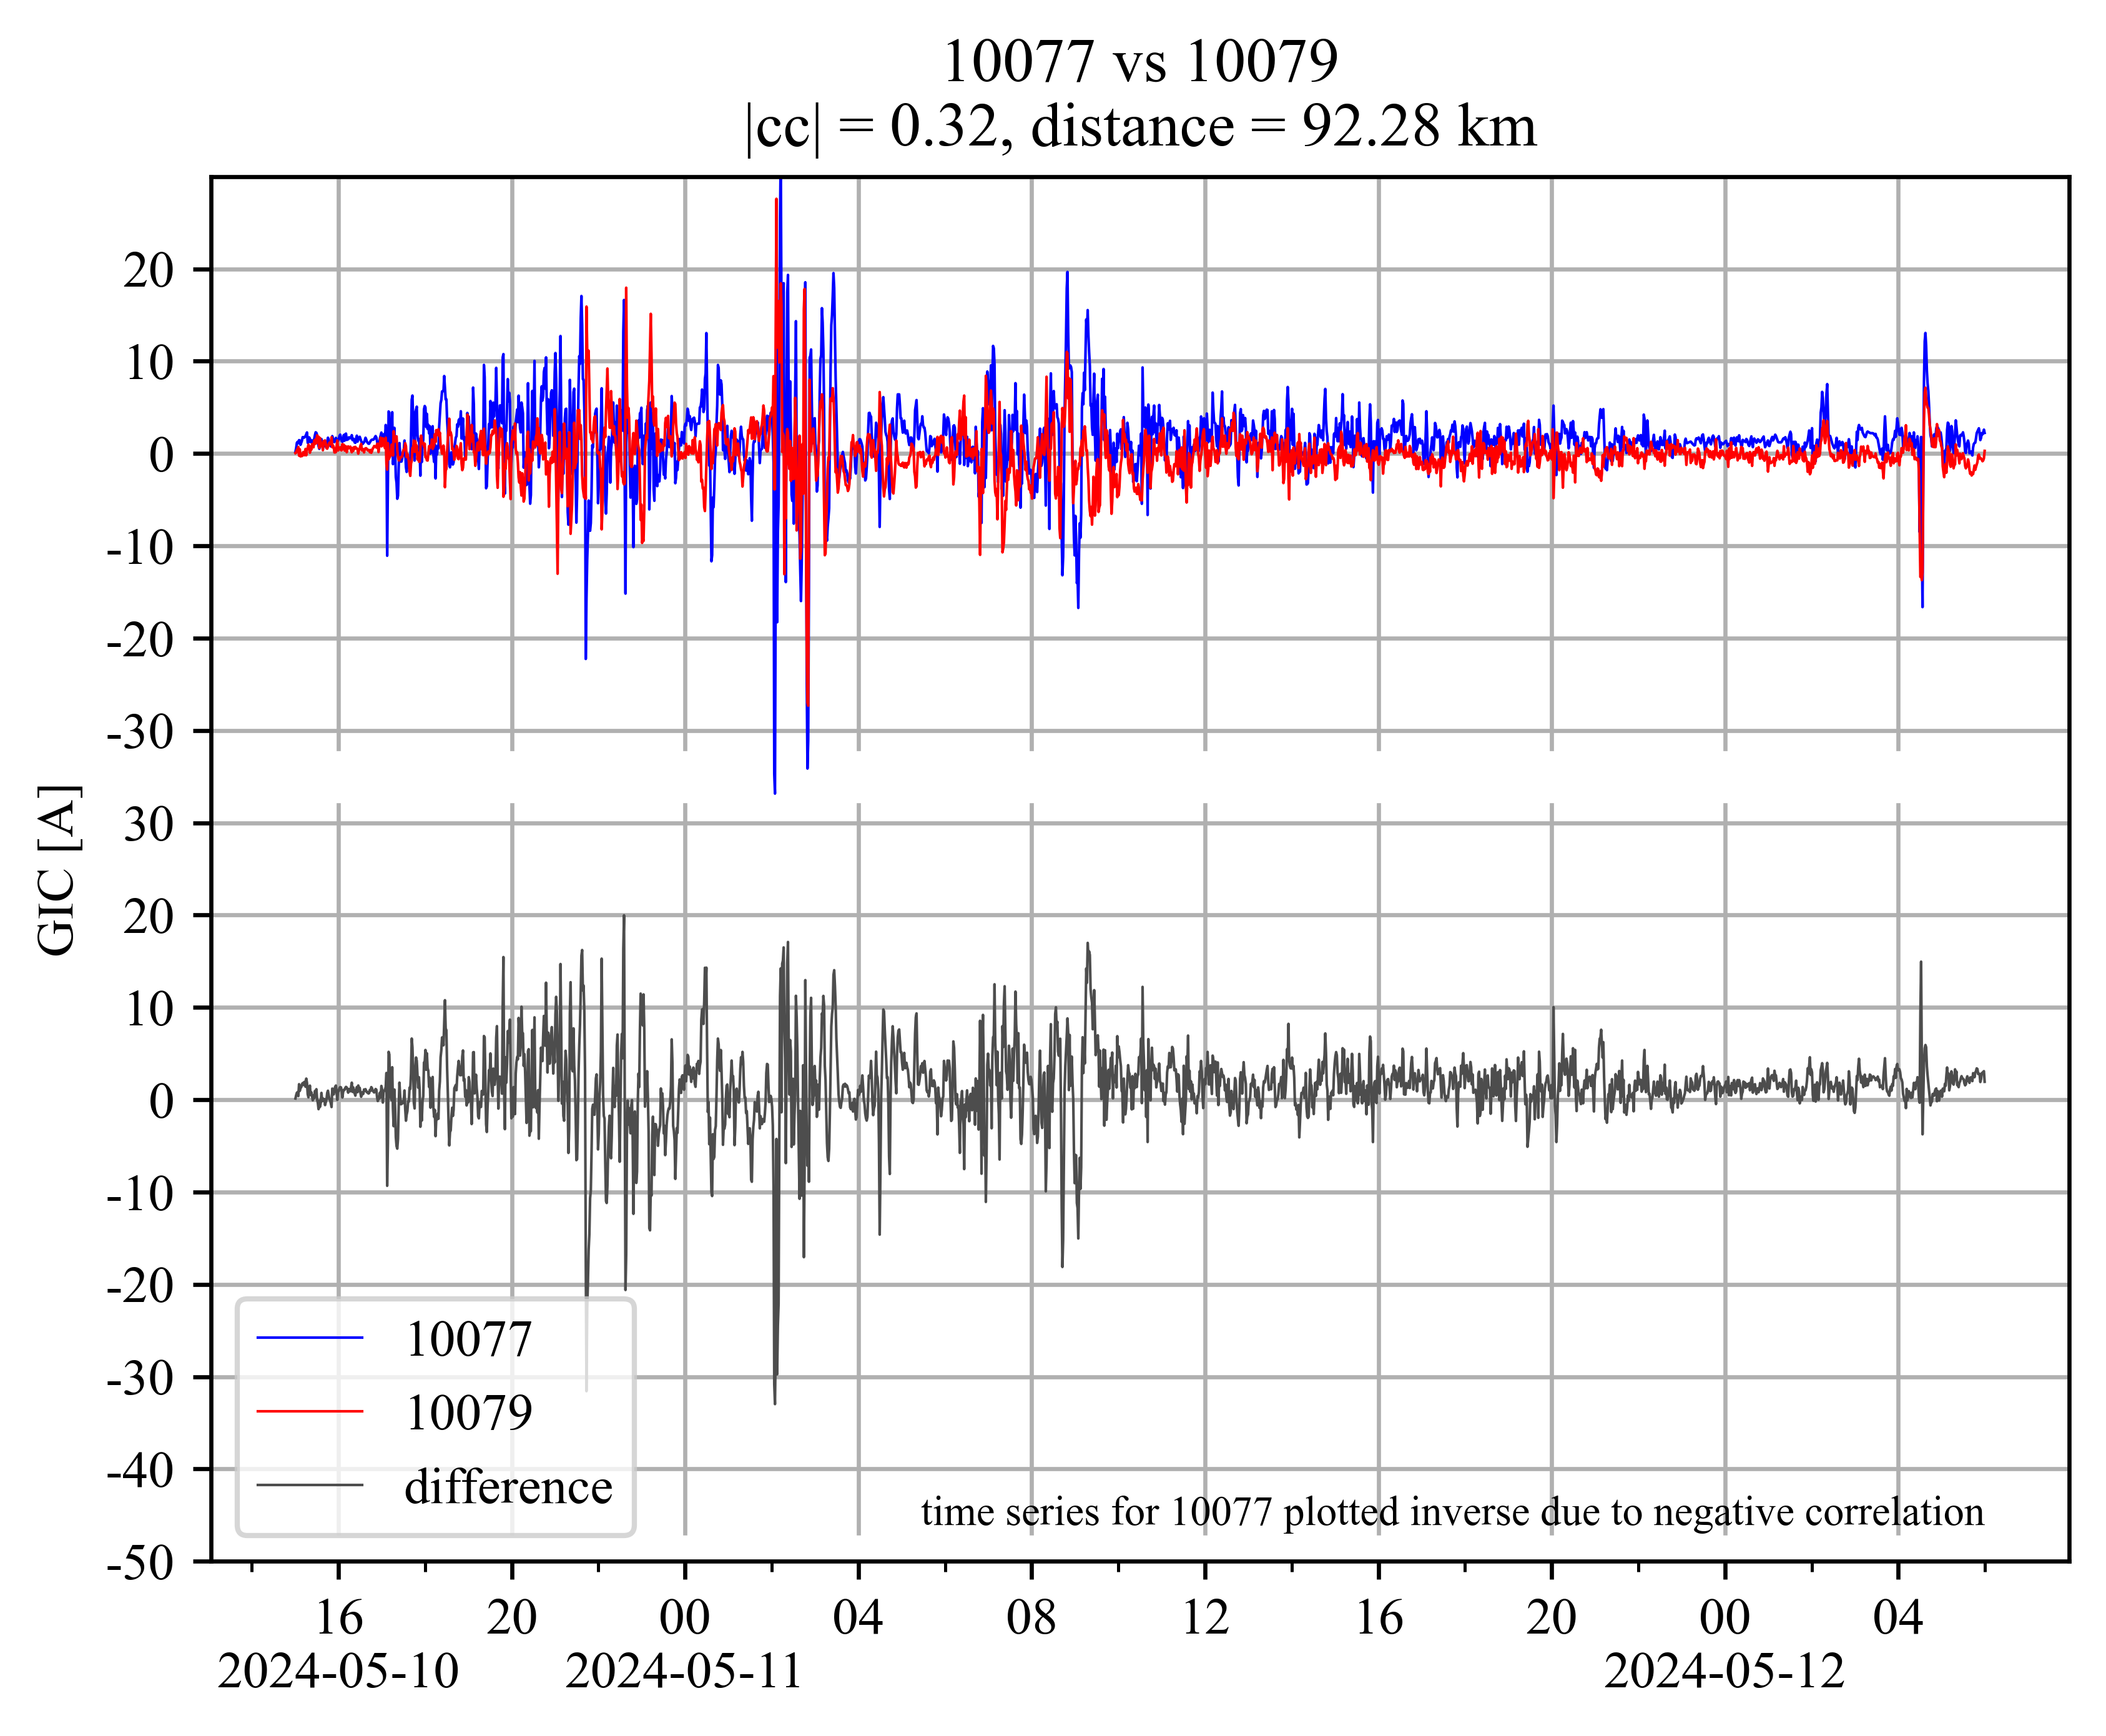 10077 vs 10079
|cc| = 0.32, distance = 92.28 km
GIC [A]
20
10
0
-10
-20
-30
30
20
10
0
-10
-20
-30
-40
-50
10077
10079
difference
time series for 10077 plotted inverse due to negative correlation
16 20 00 04 08 12 16 20 00 04
2024-05-10 2024-05-11 2024-05-12